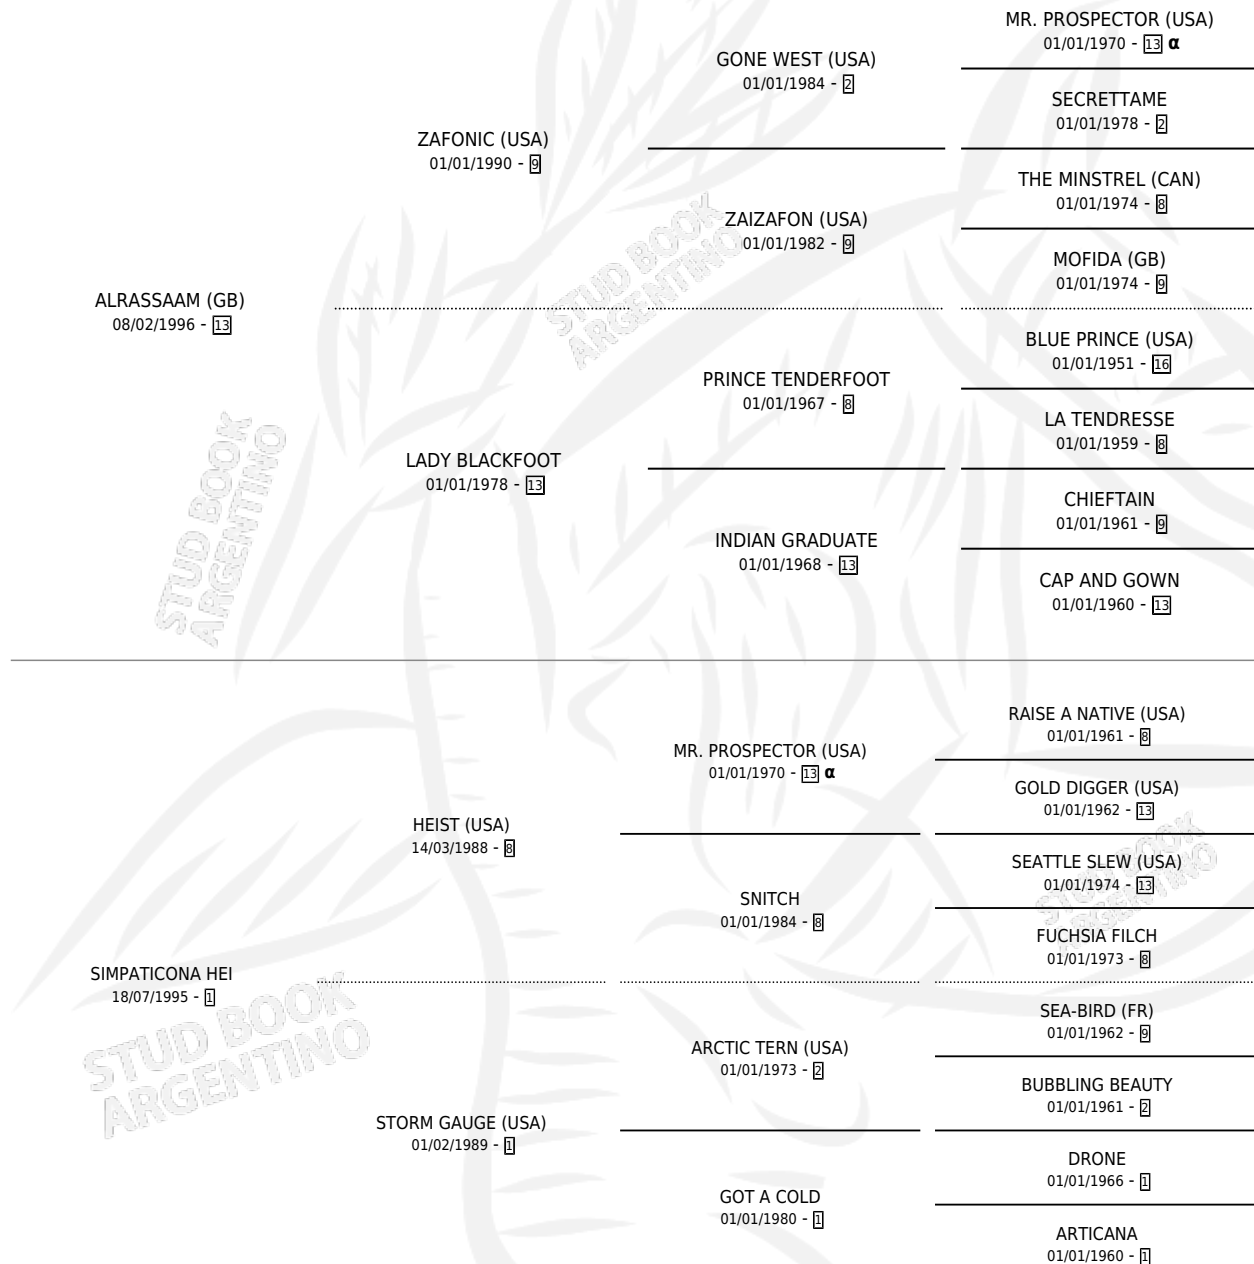 MR. PROSPECTOR (USA)
01/01/1970 - 13 α
GONE WEST (USA)
01/01/1984 - 2
SECRETTAME
01/01/1978 - 2
ZAFONIC (USA)
01/01/1990 - 9
THE MINSTREL (CAN)
01/01/1974 - 8
ZAIZAFON (USA)
01/01/1982 - 9
MOFIDA (GB)
01/01/1974 - 9
ALRASSAAM (GB)
08/02/1996 - 13
BLUE PRINCE (USA)
01/01/1951 - 16
PRINCE TENDERFOOT
01/01/1967 - 8
LA TENDRESSE
01/01/1959 - 8
LADY BLACKFOOT
01/01/1978 - 13
CHIEFTAIN
01/01/1961 - 9
INDIAN GRADUATE
01/01/1968 - 13
CAP AND GOWN
01/01/1960 - 13
RAISE A NATIVE (USA)
01/01/1961 - 8
MR. PROSPECTOR (USA)
01/01/1970 - 13 α
GOLD DIGGER (USA)
01/01/1962 - 13
HEIST (USA)
14/03/1988 - 8
SEATTLE SLEW (USA)
01/01/1974 - 13
SNITCH
01/01/1984 - 8
FUCHSIA FILCH
01/01/1973 - 8
SIMPATICONA HEI
18/07/1995 - 1
SEA-BIRD (FR)
01/01/1962 - 9
ARCTIC TERN (USA)
01/01/1973 - 2
BUBBLING BEAUTY
01/01/1961 - 2
STORM GAUGE (USA)
01/02/1989 - 1
DRONE
01/01/1966 - 1
GOT A COLD
01/01/1980 - 1
ARTICANA
01/01/1960 - 1
STUD BOOK
ARGENTINO
STUD BOOK
ARGENTINO
STUD BOOK
ARGENTINO
STUD BOOK
ARGENTINO